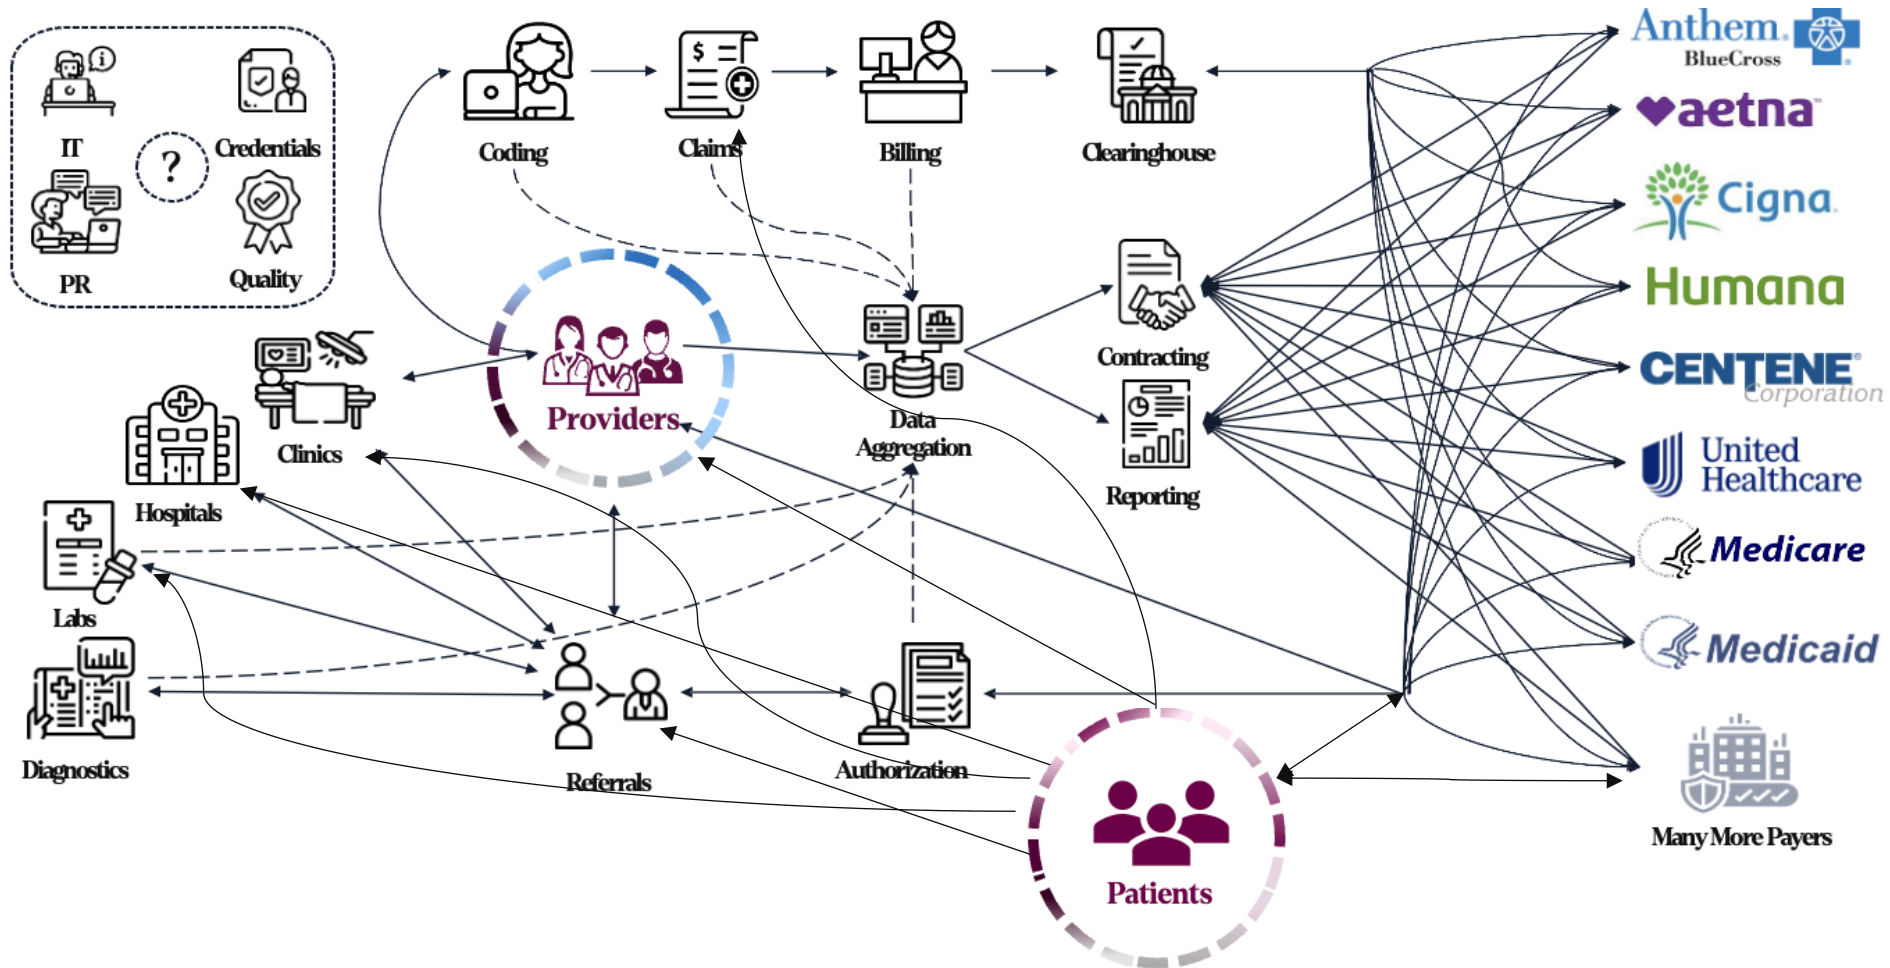 IT
Credentials
?
PR
Quality
Coding
$
Claims
Billing
Clearinghouse
Anthem.
BlueCross
aetna
Cigna.
Humana
CENTENE
Corporation
United
Healthcare
Medicare
Medicaid
Many More Payers
Contracting
Reporting
Providers
Data
Aggregation
Clinics
Hospitals
Labs
Diagnostics
Referrals
Authorization
Patients